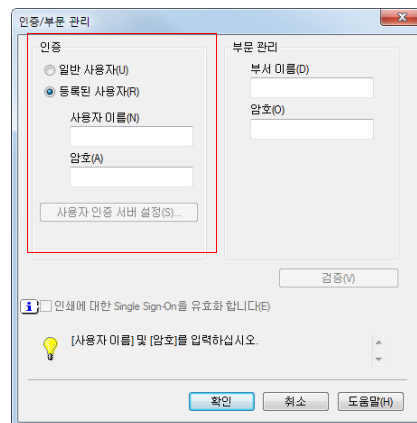 인증/부문 관리
인증
일반 사용자(U)
등록된 사용자(R)
사용자 이름(N)
암호(A)
사용자 인증 서버 설정(S)...
부문 관리
부서 이름(D)
암호(O)
검증(V)
인쇄에 대한 Single Sign-On을 유효화 합니다(E)
[사용자 이름] 및 [암호]를 입력하십시오.
확인
취소
도움말(H)